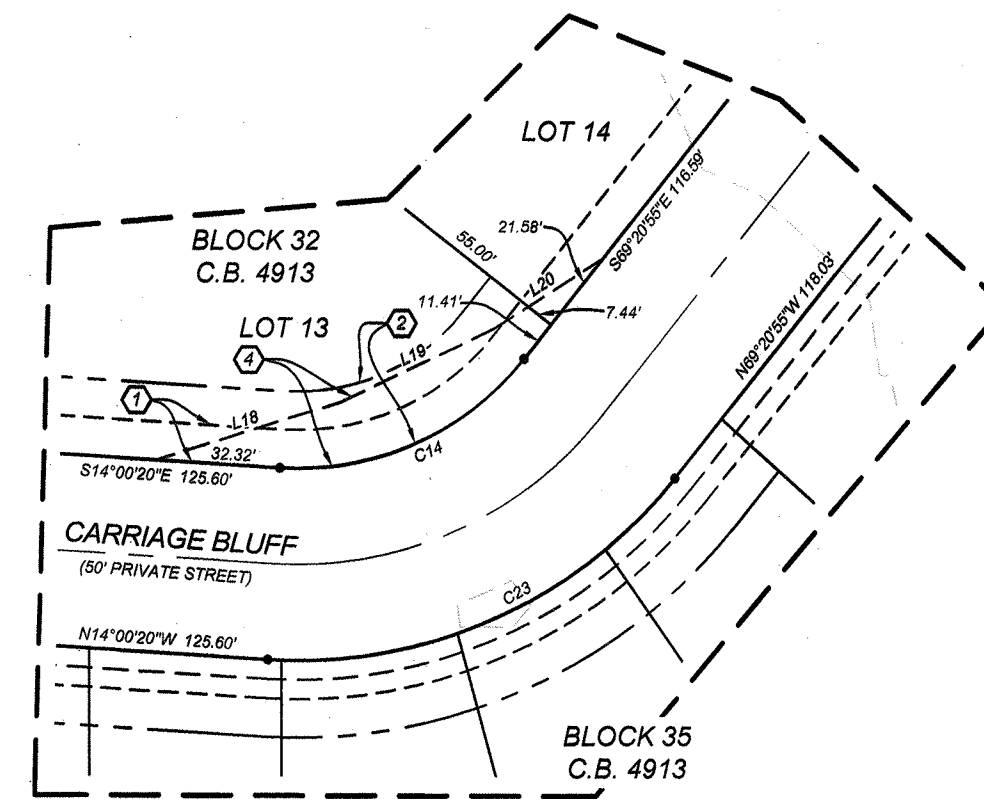 LOT 14
S69°20'55"E 116.59'
21.58'
55.00'
L20
BLOCK 32
C.B. 4913
11.41'
7.44'
N69°20'55"W 118.03'
LOT 13
2
4
L19
1
L18
32.32'
C14
S14°00'20"E 125.60'
CARRIAGE BLUFF
(50' PRIVATE STREET)
C23
N14°00'20"W 125.60'
BLOCK 35
C.B. 4913